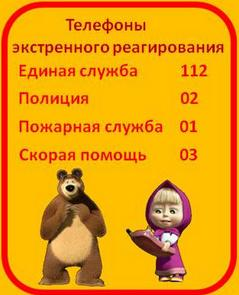 Телефоны
экстренного реагирования
Единая служба 112
Полиция 02
Пожарная служба 01
Скорая помощь 03